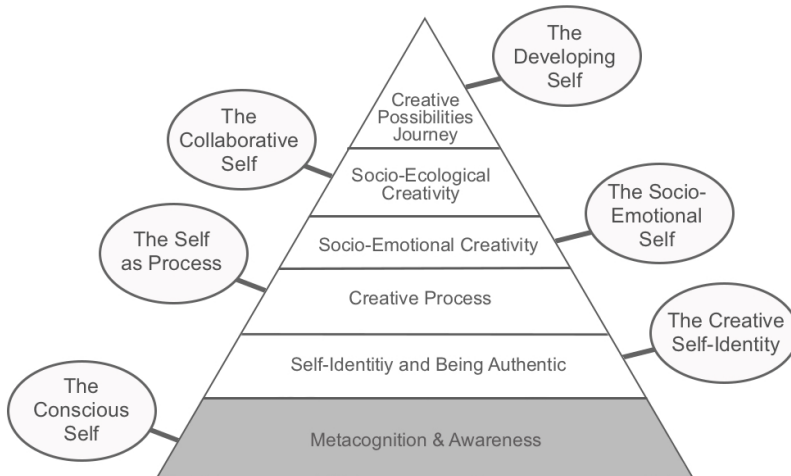 The
Developing
Self
Creative
Possibilities
Journey
The
Collaborative
Self
Socio-Ecological
Creativity
The Socio-
Emotional
Self
Socio-Emotional Creativity
The Self
as Process
Creative Process
The Creative
Self-Identity
Self-Identitiy and Being Authentic
The
Conscious
Self
Metacognition & Awareness